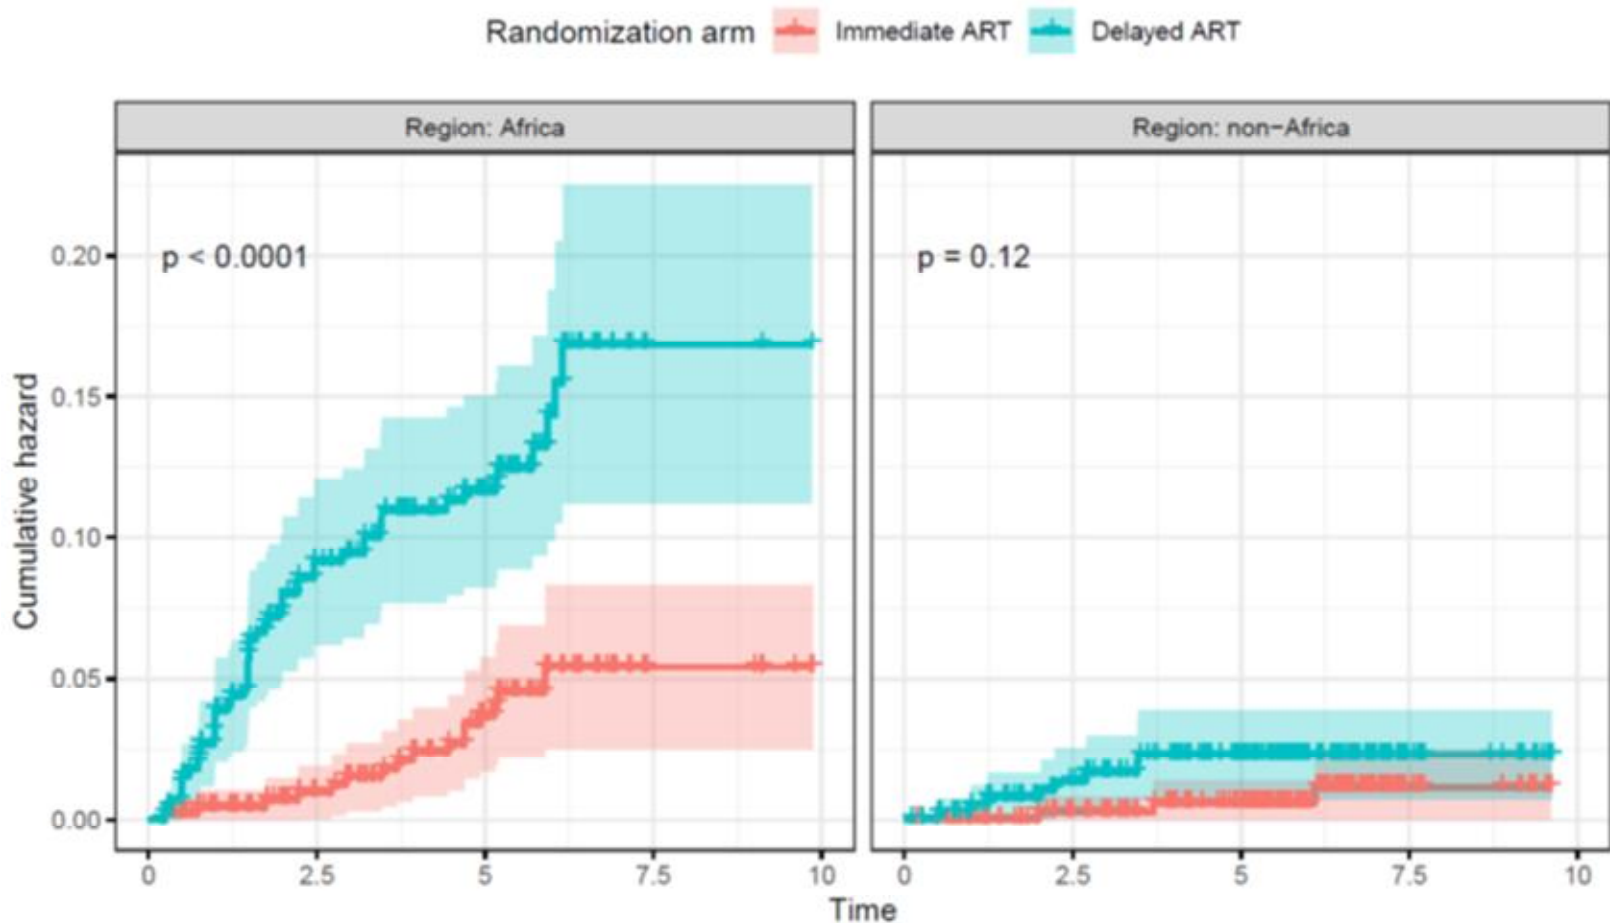 Randomization arm Immediate ART Delayed ART
Region: Africa
Region: non-Africa
p < 0.0001
p = 0.12
Cumulative hazard
0.20
0.15
0.10
0.05
0.00
0 2.5 5 7.5 10
0 2.5 5 7.5 10
Time